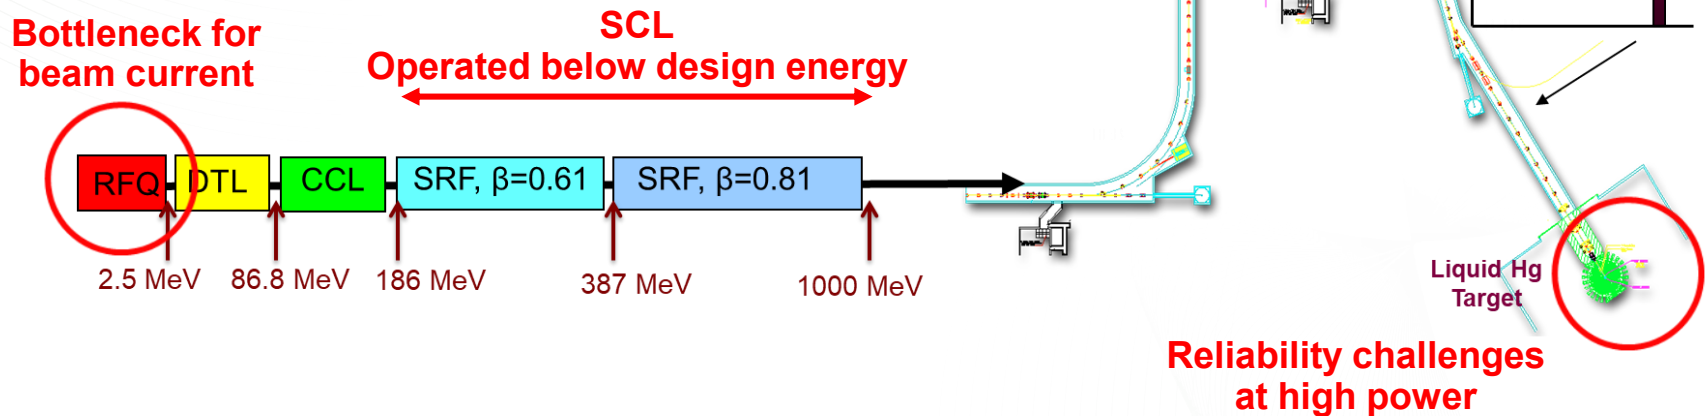 Bottleneck for
beam current
SCL
Operated below design energy
RFQ
DTL
CCL
SRF, β=0.61
SRF, β=0.81
2.5 MeV
86.8 MeV
186 MeV
387 MeV
1000 MeV
Liquid Hg
Target
Reliability challenges
at high power